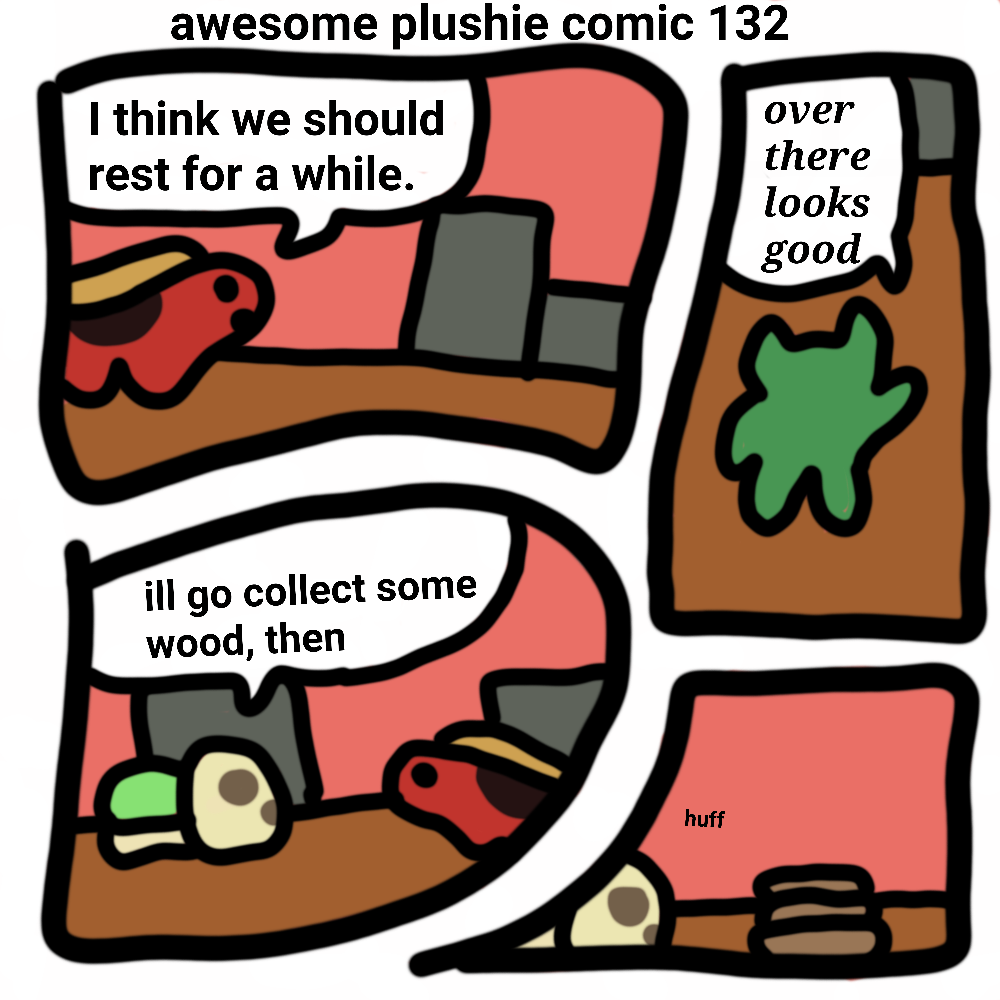 awesome plushie comic 132
I think we should
rest for a while.
over
there
looks
good
ill go collect some
wood, then
huff